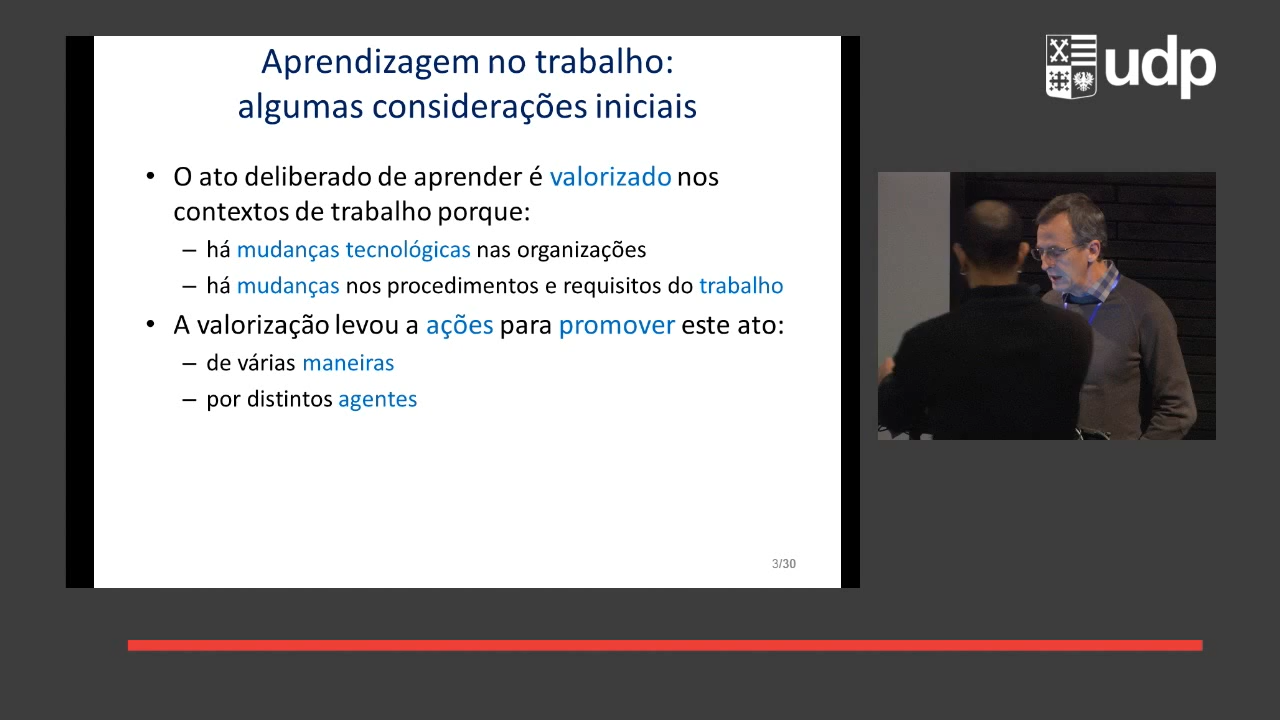 Aprendizagem no trabalho:
algumas considerações iniciais
• O ato deliberado de aprender é valorizado nos
contextos de trabalho porque:
– há mudanças tecnológicas nas organizações
– há mudanças nos procedimentos e requisitos do trabalho
• A valorização levou a ações para promover este ato:
– de várias maneiras
– por distintos agentes
3/30
udp